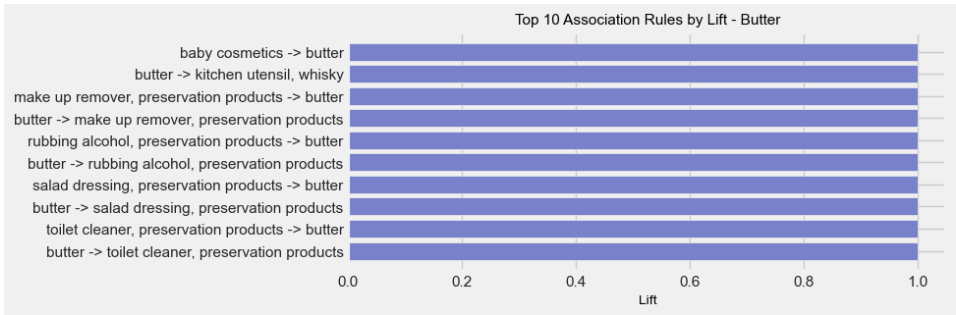 Top 10 Association Rules by Lift - Butter
baby cosmetics -> butter
butter -> kitchen utensil, whisky
make up remover, preservation products -> butter
butter -> make up remover, preservation products
rubbing alcohol, preservation products -> butter
butter -> rubbing alcohol, preservation products
salad dressing, preservation products -> butter
butter -> salad dressing, preservation products
toilet cleaner, preservation products -> butter
butter -> toilet cleaner, preservation products
0.0 0.2 0.4 0.6 0.8 1.0
Lift